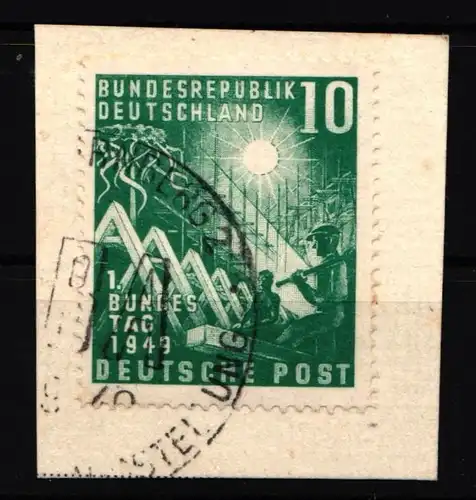 BUNDESREPUBLIK
DEUTSCHLAND 10
1.
BUNDES
TAG
1949
DEUTSCHE POST